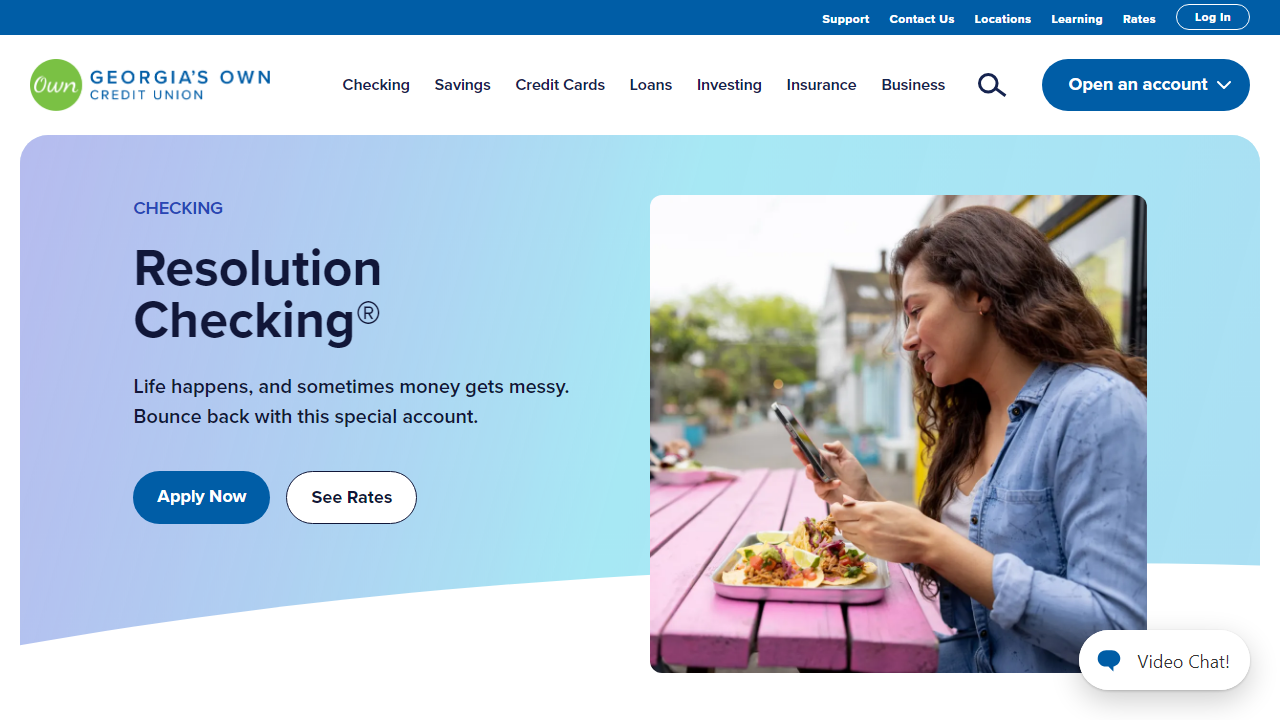 Support Contact Us Locations Learning Rates Log In
Own GEORGIA'S OWN
CREDIT UNION
Checking Savings Credit Cards Loans Investing Insurance Business Open an account
CHECKING
Resolution
Checking®
Life happens, and sometimes money gets messy.
Bounce back with this special account.
Apply Now See Rates
Video Chat!